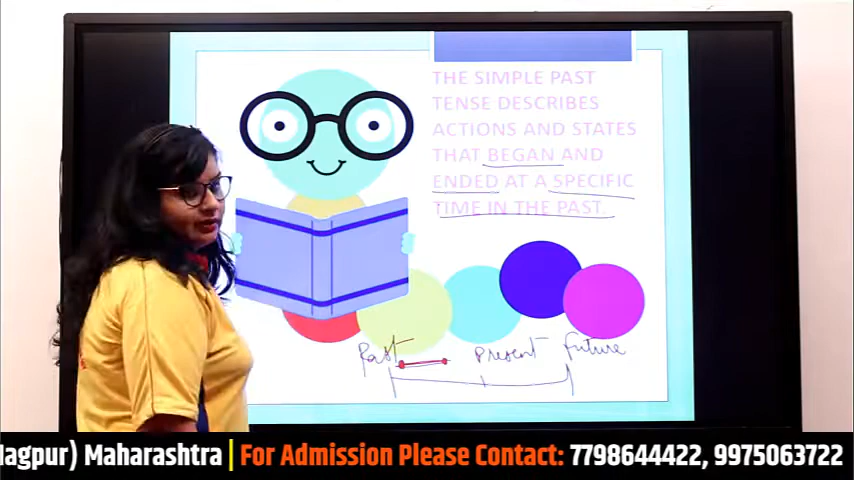 THE SIMPLE PAST
TENSE DESCRIBES
ACTIONS AND STATES
THAT BEGAN AND
ENDED AT A SPECIFIC
TIME IN THE PAST.
Past Present Future
Nagpur) Maharashtra | For Admission Please Contact: 7798644422, 9975063722